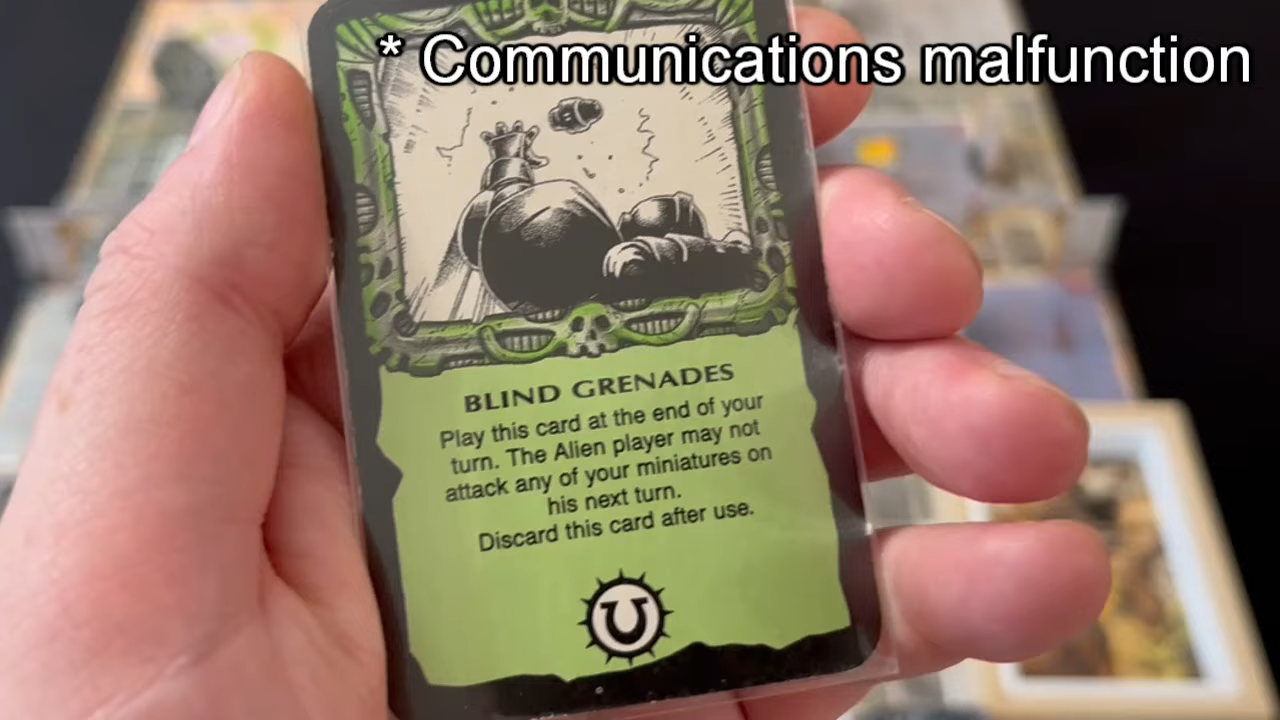 * Communications malfunction
BLIND GRENADES
Play this card at the end of your
turn. The Alien player may not
attack any of your miniatures on
his next turn.
Discard this card after use.